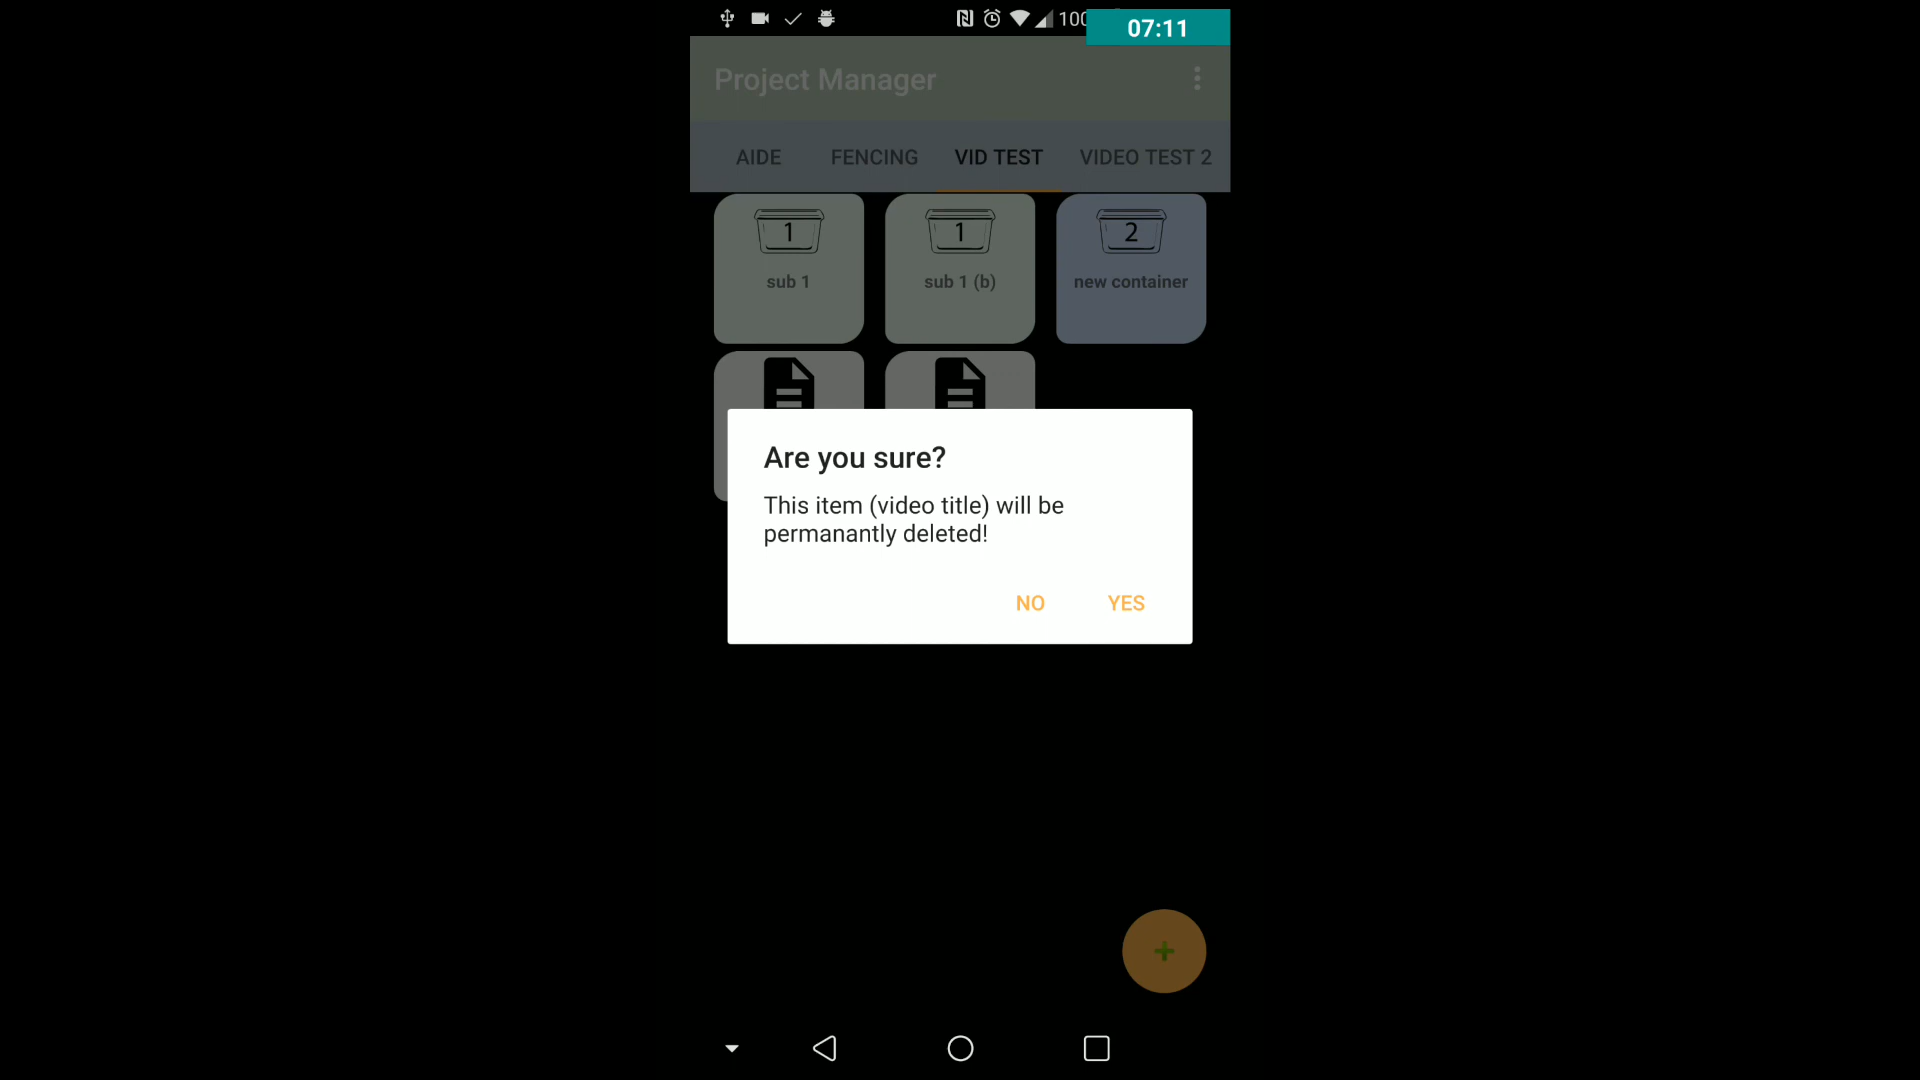 100
07:11
Project Manager
AIDE FENCING VID TEST VIDEO TEST 2
1 1 2
sub 1 sub 1 (b) new container
Are you sure?
This item (video title) will be
permanantly deleted!
NO YES